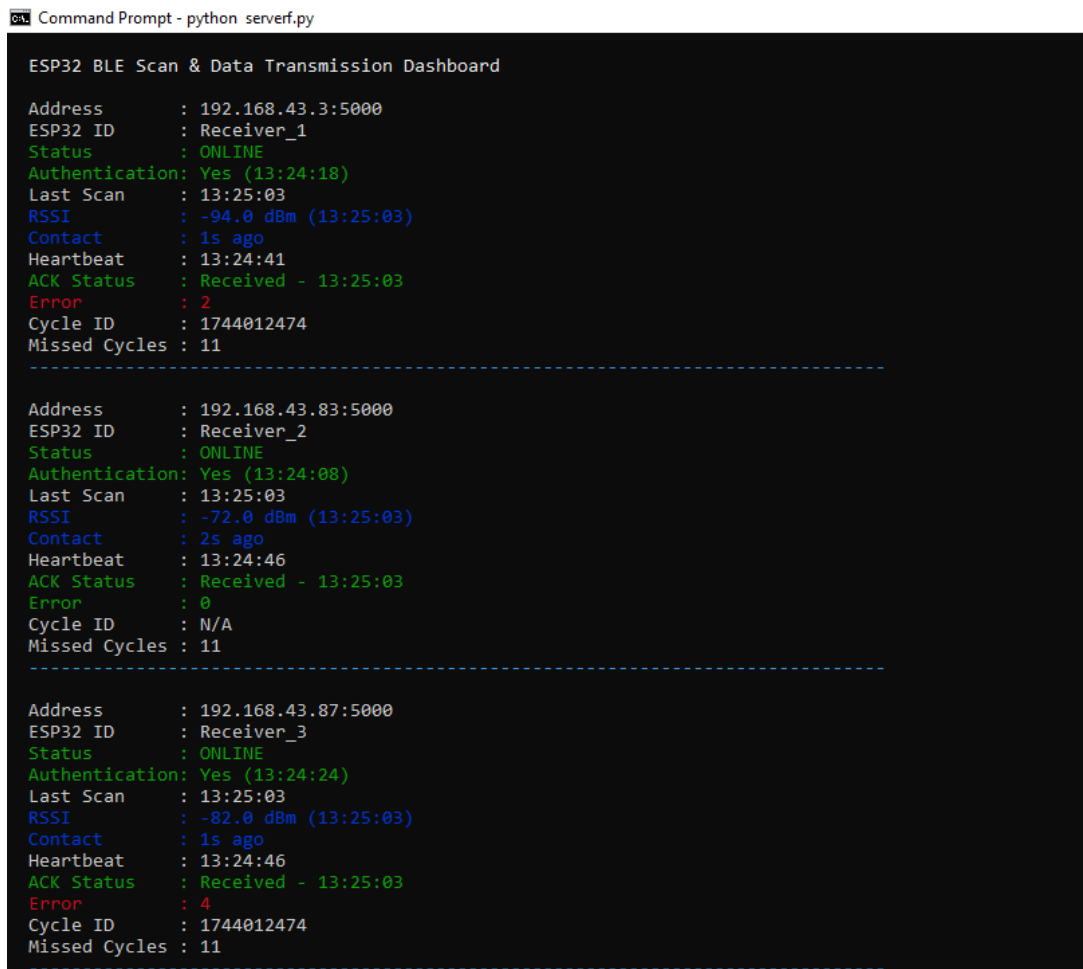 Command Prompt - python serverf.py
ESP32 BLE Scan & Data Transmission Dashboard
Address : 192.168.43.3:5000
ESP32 ID : Receiver_1
Status : ONLINE
Authentication: Yes (13:24:18)
Last Scan : 13:25:03
RSSI : -94.0 dBm (13:25:03)
Contact : 1s ago
Heartbeat : 13:24:41
ACK Status : Received - 13:25:03
Error : 2
Cycle ID : 1744012474
Missed Cycles : 11
--------------------------------------------------------------------------------
Address : 192.168.43.83:5000
ESP32 ID : Receiver_2
Status : ONLINE
Authentication: Yes (13:24:08)
Last Scan : 13:25:03
RSSI : -72.0 dBm (13:25:03)
Contact : 2s ago
Heartbeat : 13:24:46
ACK Status : Received - 13:25:03
Error : 0
Cycle ID : N/A
Missed Cycles : 11
--------------------------------------------------------------------------------
Address : 192.168.43.87:5000
ESP32 ID : Receiver_3
Status : ONLINE
Authentication: Yes (13:24:24)
Last Scan : 13:25:03
RSSI : -82.0 dBm (13:25:03)
Contact : 1s ago
Heartbeat : 13:24:46
ACK Status : Received - 13:25:03
Error : 4
Cycle ID : 1744012474
Missed Cycles : 11
--------------------------------------------------------------------------------